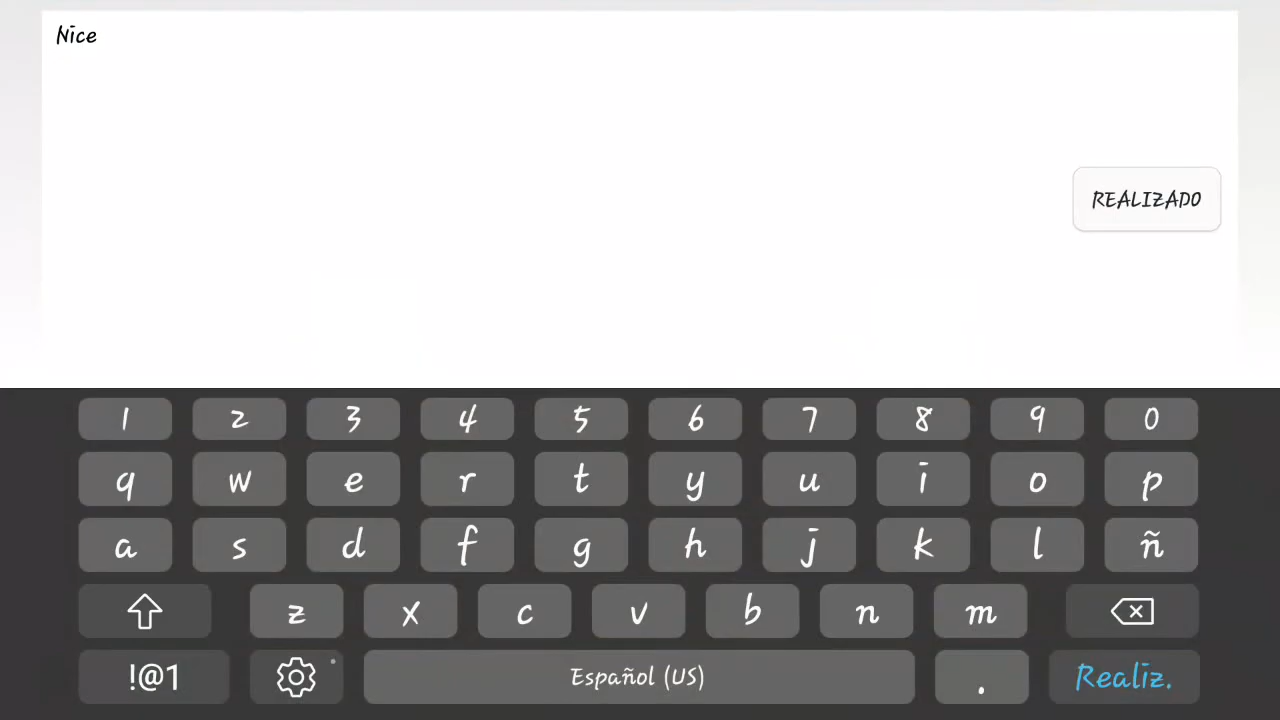 Nice
REALIZADO
1 2 3 4 5 6 7 8 9 0
q w e r t y u i o p
a s d f g h j k l ñ
z x c v b n m
!@1 Español (US) . Realiz.